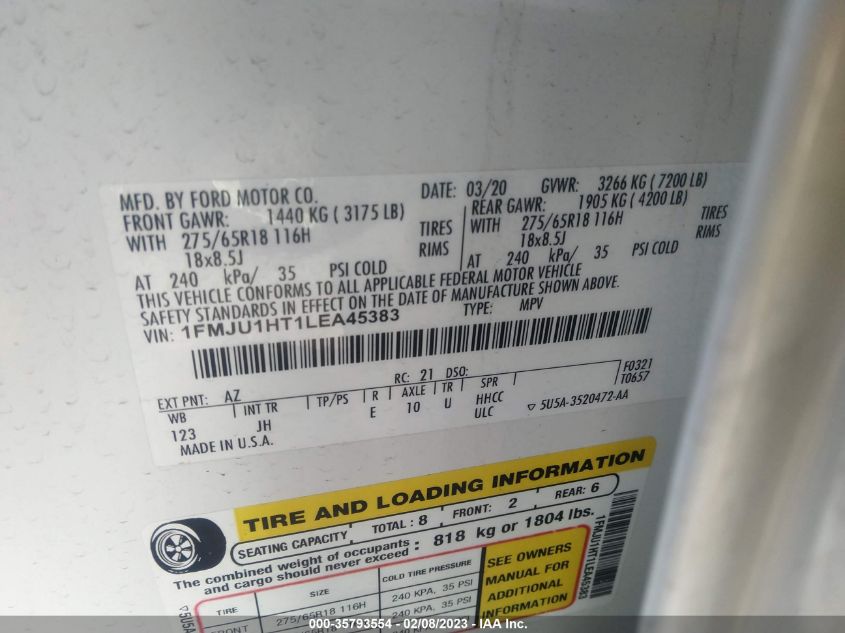 MFD. BY FORD MOTOR CO.
DATE: 03/20 GVWR: 3266 KG ( 7200 LB)
FRONT GAWR: 1440 KG ( 3175 LB)
REAR GAWR: 1905 KG ( 4200 LB)
WITH 275/65R18 116H TIRES
WITH 275/65R18 116H TIRES
18x8.5J RIMS
18x8.5J RIMS
AT 240 kPa/ 35 PSI COLD
AT 240 kPa/ 35 PSI COLD
THIS VEHICLE CONFORMS TO ALL APPLICABLE FEDERAL MOTOR VEHICLE
SAFETY STANDARDS IN EFFECT ON THE DATE OF MANUFACTURE SHOWN ABOVE.
VIN: 1FMJU1HT1LEA45383 TYPE: MPV
EXT PNT: AZ RC: 21 DSO: F0321
WB INT TR TP/PS R AXLE TR SPR T0657
123 JH E 10 U HHCC
ULC ▽ 5U5A-3520472-AA
MADE IN U.S.A.
TIRE AND LOADING INFORMATION
SEATING CAPACITY TOTAL : 8 FRONT: 2 REAR: 6
The combined weight of occupants and cargo should never exceed : 818 kg or 1804 lbs.
TIRE SIZE COLD TIRE PRESSURE
FRONT 275/65R18 116H 240 KPA, 35 PSI
240 KPA, 35 PSI
SEE OWNERS
MANUAL FOR
ADDITIONAL
INFORMATION
1FMJU1HT1LEA45383
▽5U5A
000-35793554 - 02/08/2023 - IAA Inc.